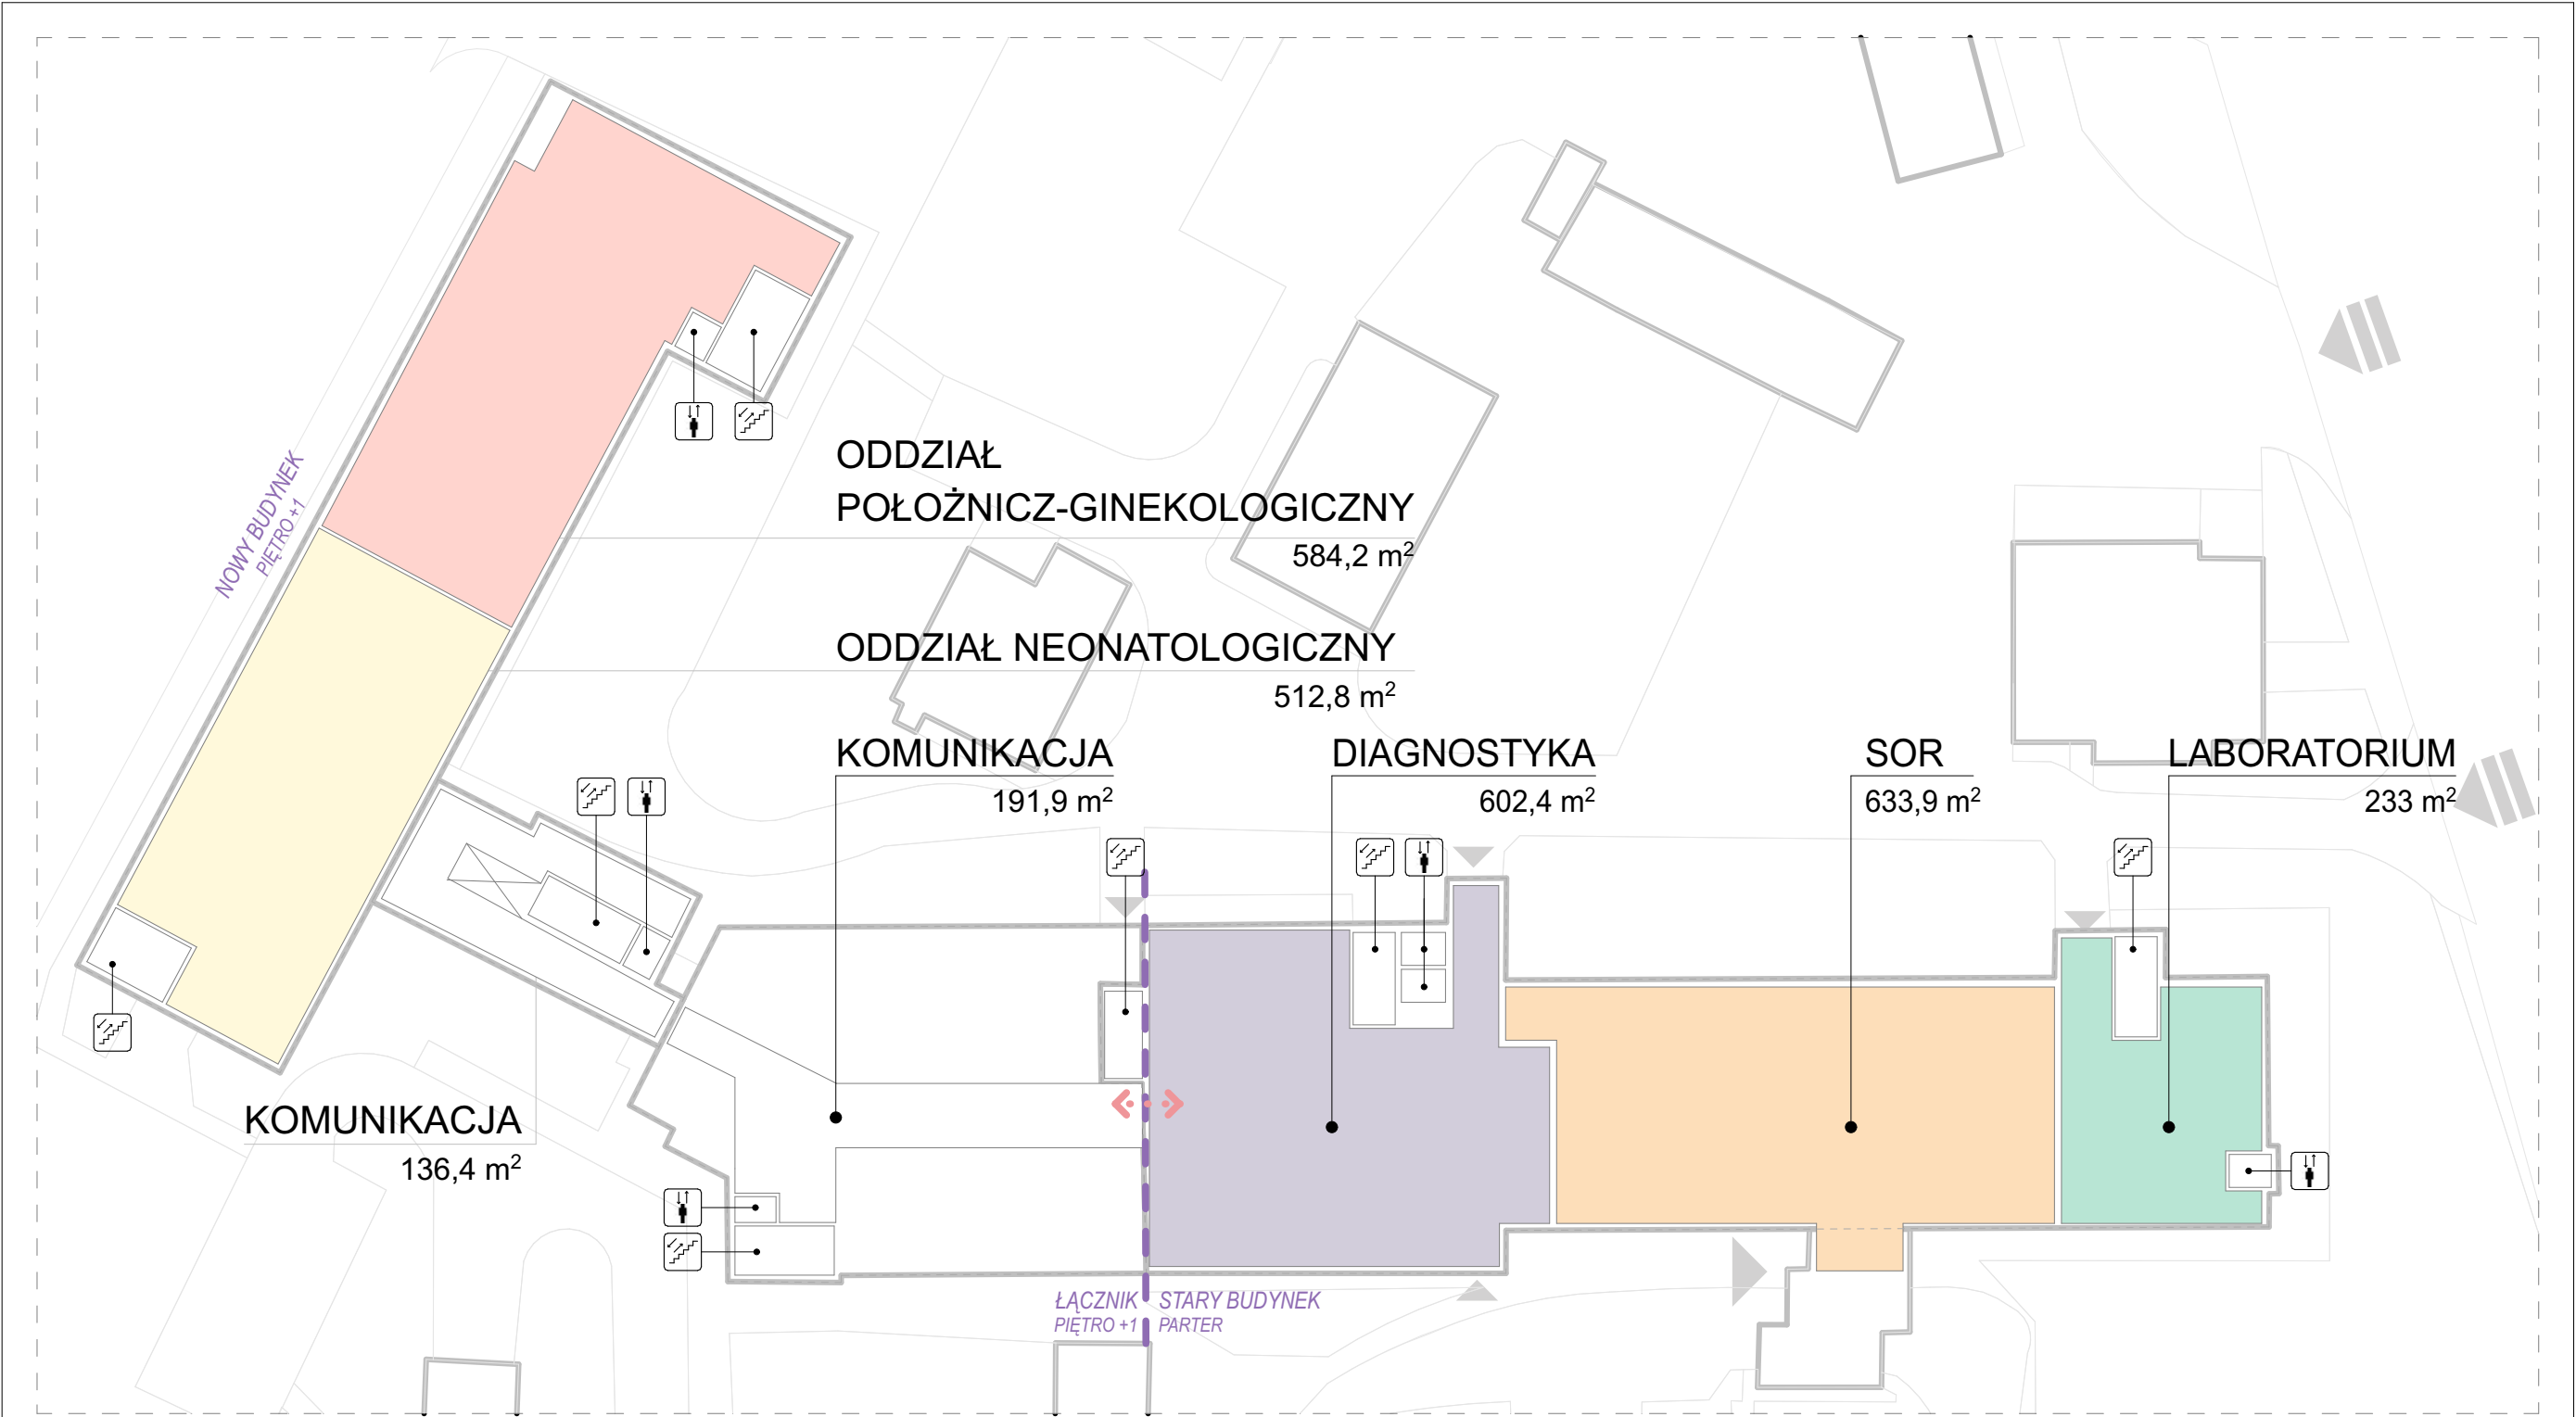 NOWY BUDYNEK
PIĘTRO +1
ODDZIAŁ
POŁOŻNICZ-GINEKOLOGICZNY
584,2 m²
ODDZIAŁ NEONATOLOGICZNY
512,8 m²
KOMUNIKACJA
191,9 m²
DIAGNOSTYKA
602,4 m²
SOR
633,9 m²
LABORATORIUM
233 m²
KOMUNIKACJA
136,4 m²
ŁĄCZNIK
PIĘTRO +1
STARY BUDYNEK
PARTER